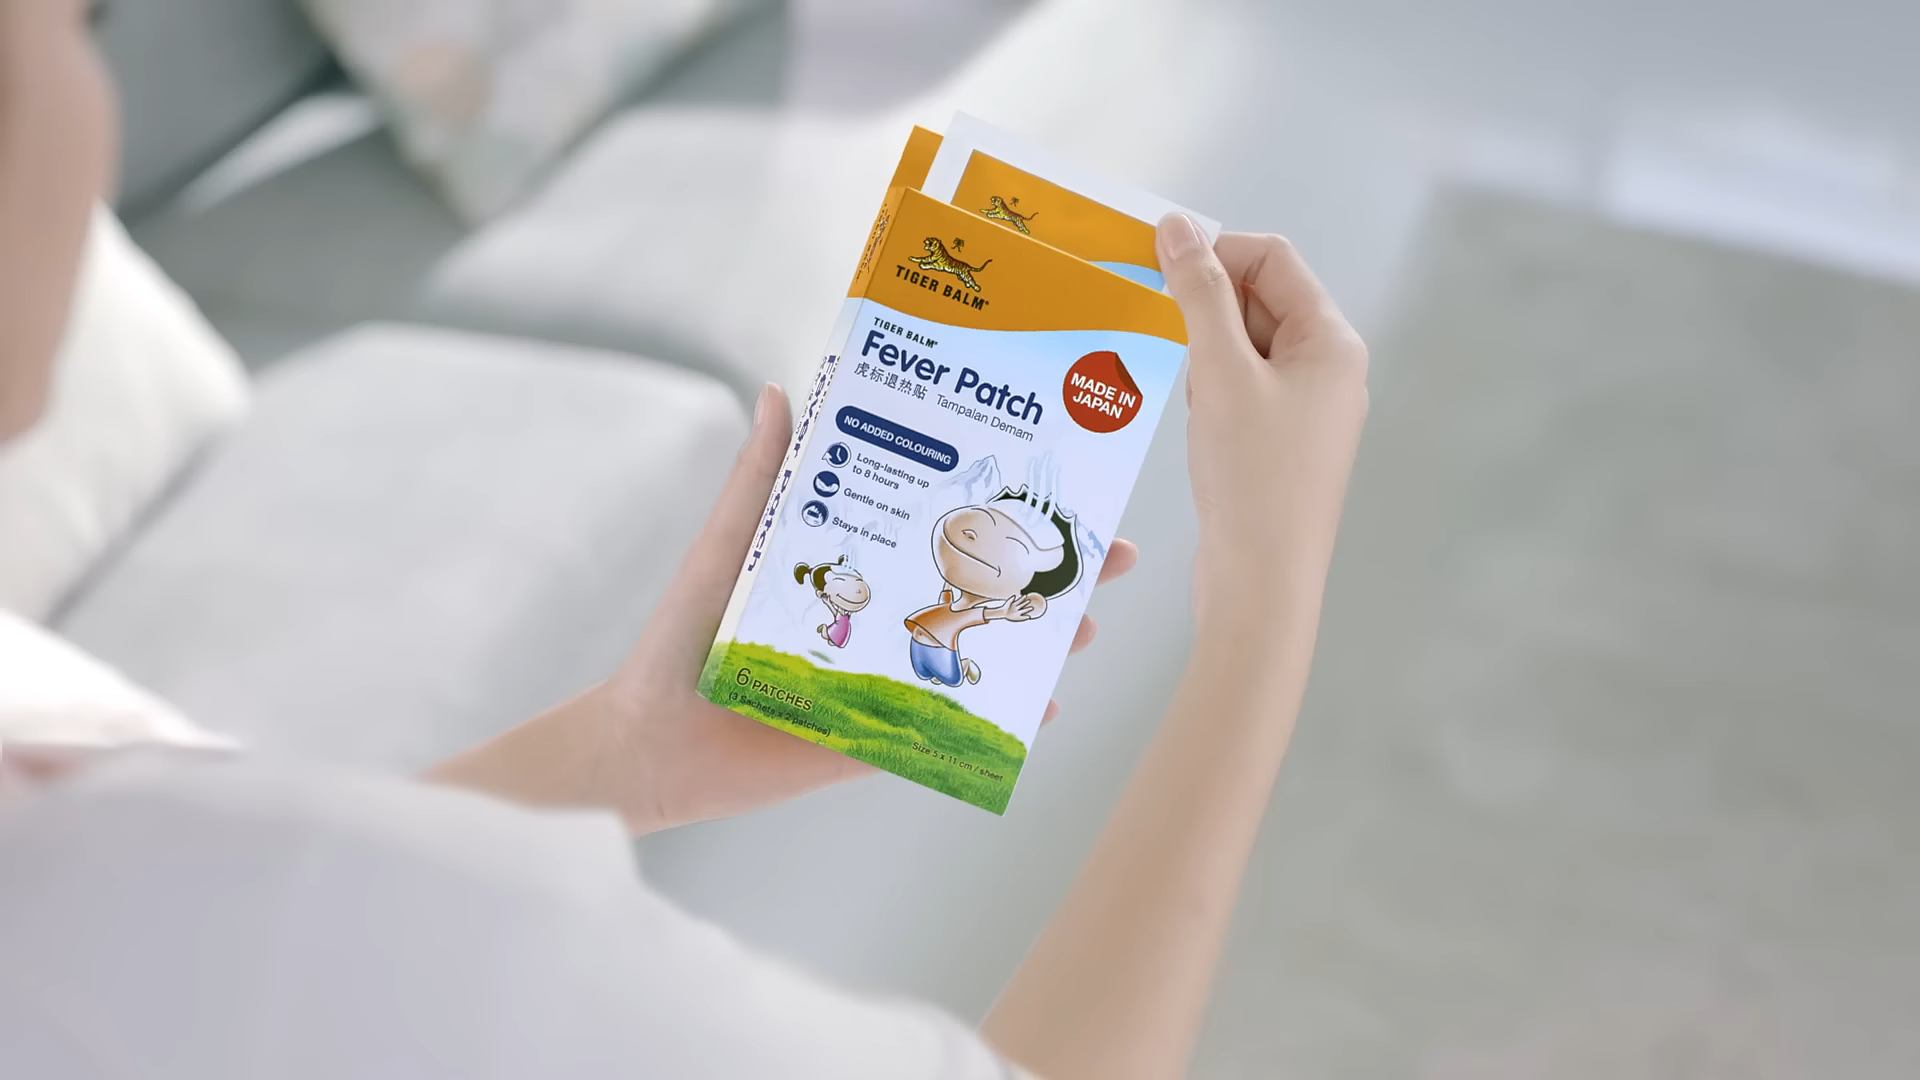 TIGER BALM®
TIGER BALM®
Fever Patch
虎标退热贴 Tampalan Demam
MADE IN
JAPAN
NO ADDED COLOURING
Long-lasting up
to 8 hours
Gentle on skin
Stays in place
6 PATCHES
(3 Sachets x 2 patches)
Size 5 x 11 cm / sheet
Fever Patch